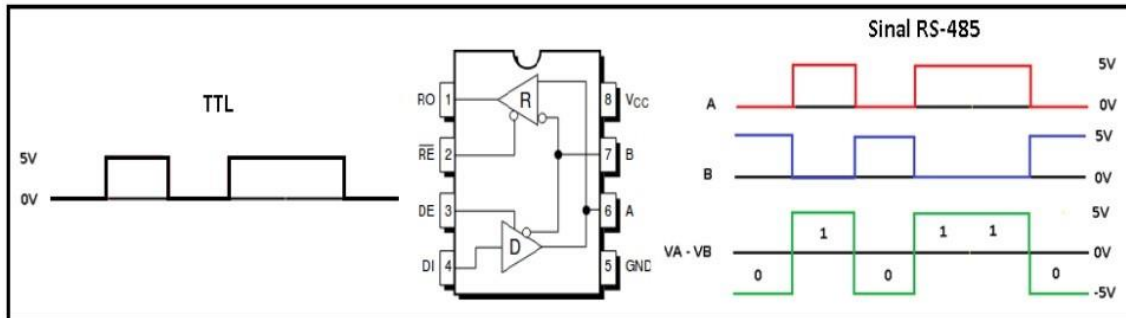 TTL
5V
0V
RO 1
RE 2
DE 3
DI 4
R
D
8 VCC
7 B
6 A
5 GND
Sinal RS-485
A
5V
0V
B
5V
0V
VA - VB
0 1 0 1 1 0
5V
0V
-5V